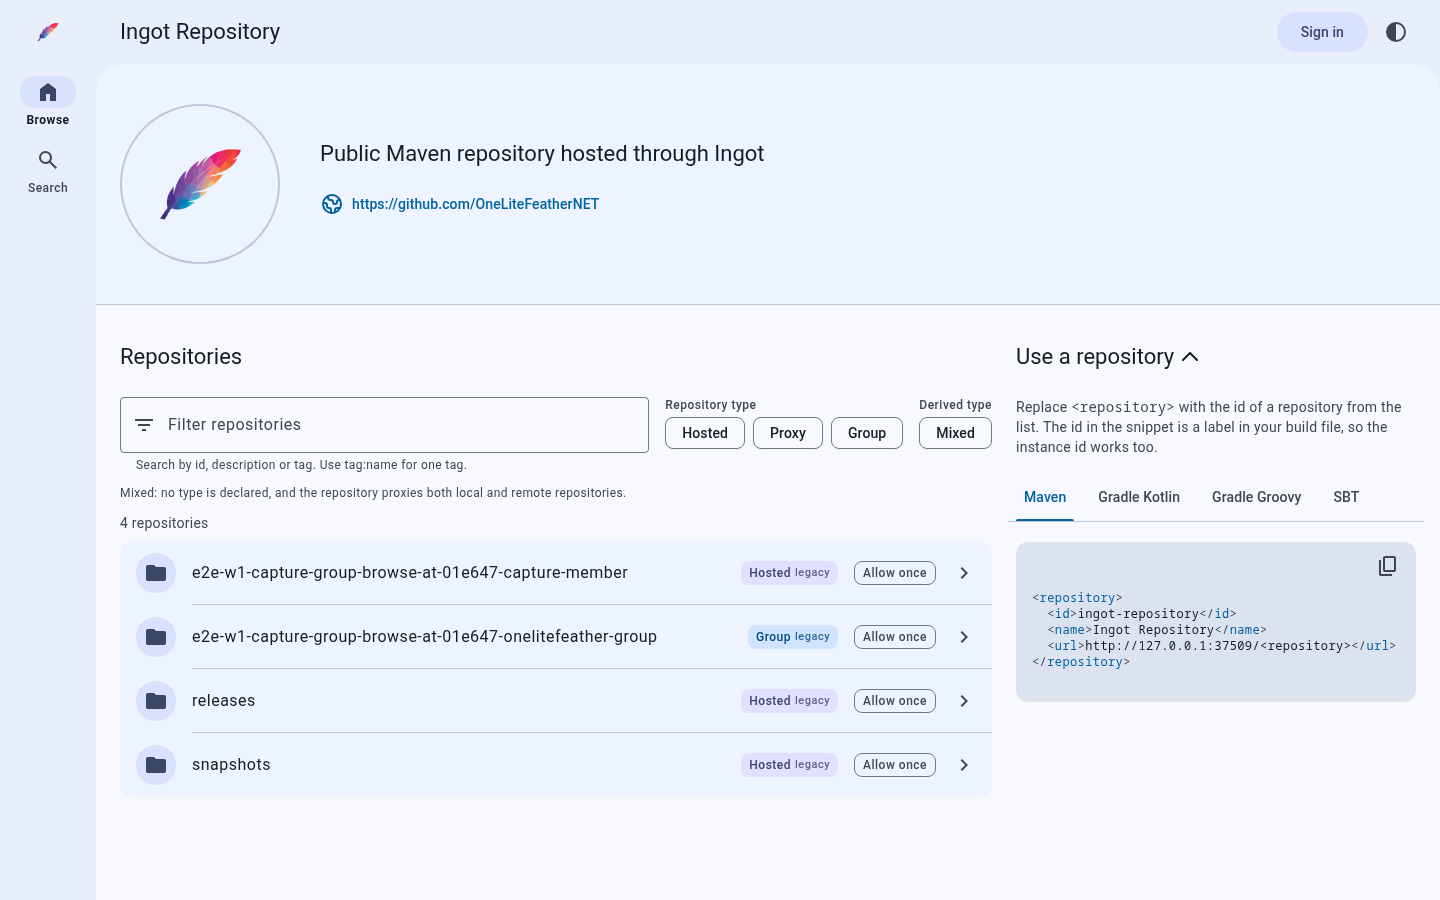 Ingot Repository
Sign in
Browse
Search
Public Maven repository hosted through Ingot
https://github.com/OneLiteFeatherNET
Repositories
Filter repositories
Search by id, description or tag. Use tag:name for one tag.
Repository type
Hosted
Proxy
Group
Derived type
Mixed
Mixed: no type is declared, and the repository proxies both local and remote repositories.
4 repositories
e2e-w1-capture-group-browse-at-01e647-capture-member
Hosted legacy
Allow once
e2e-w1-capture-group-browse-at-01e647-onelitefeather-group
Group legacy
Allow once
releases
Hosted legacy
Allow once
snapshots
Hosted legacy
Allow once
Use a repository
Replace <repository> with the id of a repository from the
list. The id in the snippet is a label in your build file, so the
instance id works too.
Maven
Gradle Kotlin
Gradle Groovy
SBT
<repository>
  <id>ingot-repository</id>
  <name>Ingot Repository</name>
  <url>http://127.0.0.1:37509/<repository></url>
</repository>